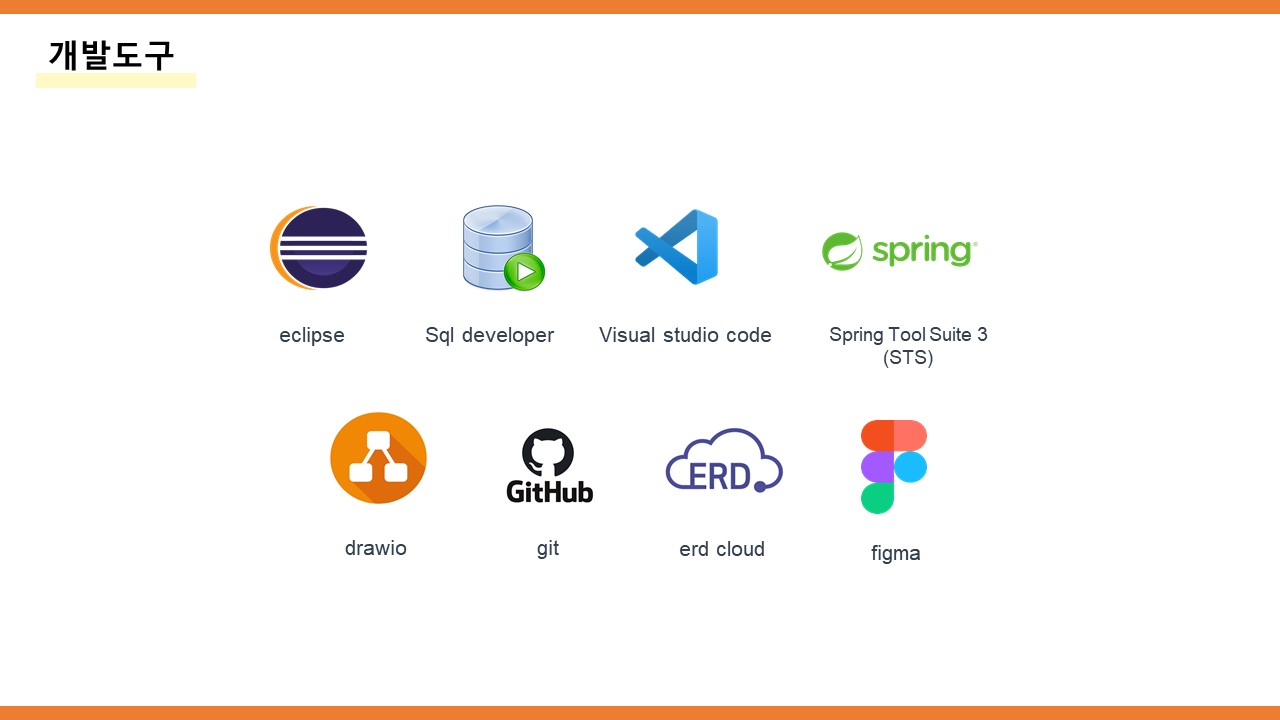 개발도구
spring
eclipse
Sql developer
Visual studio code
Spring Tool Suite 3
(STS)
GitHub
ERD
drawio
git
erd cloud
figma